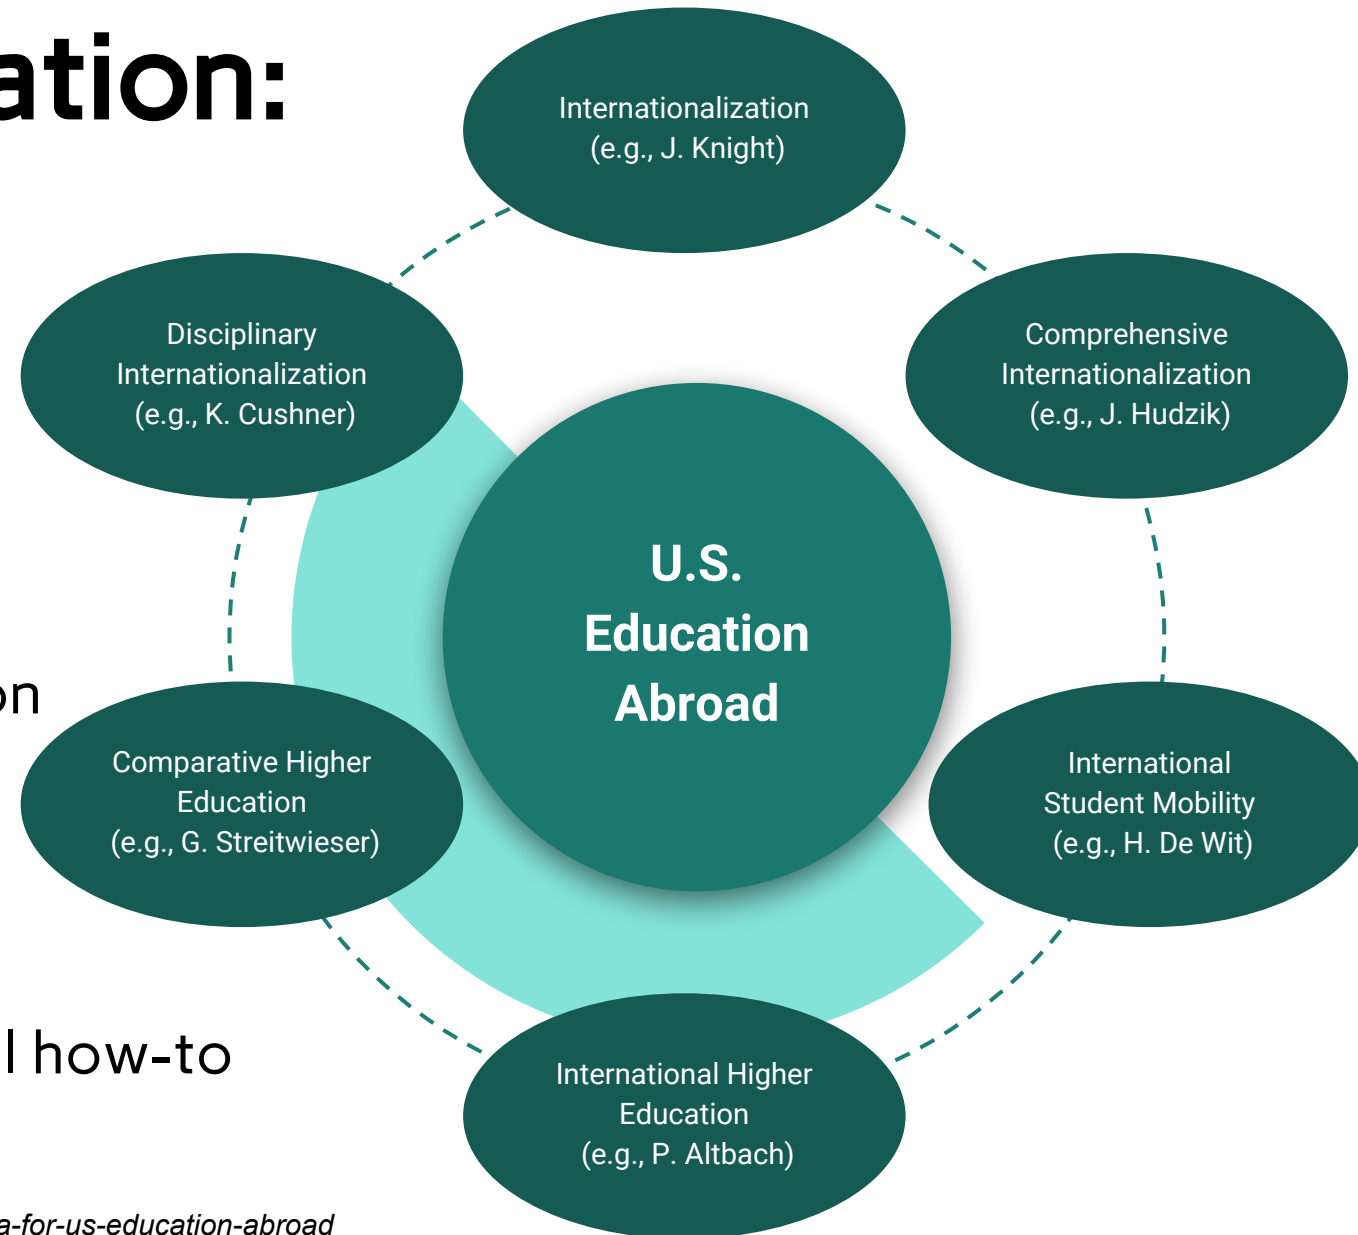 ation:
Internationalization
(e.g., J. Knight)
Disciplinary
Internationalization
(e.g., K. Cushner)
Comprehensive
Internationalization
(e.g., J. Hudzik)
U.S.
Education
Abroad
on
Comparative Higher
Education
(e.g., G. Streitwieser)
International
Student Mobility
(e.g., H. De Wit)
l how-to
International Higher
Education
(e.g., P. Altbach)
a-for-us-education-abroad